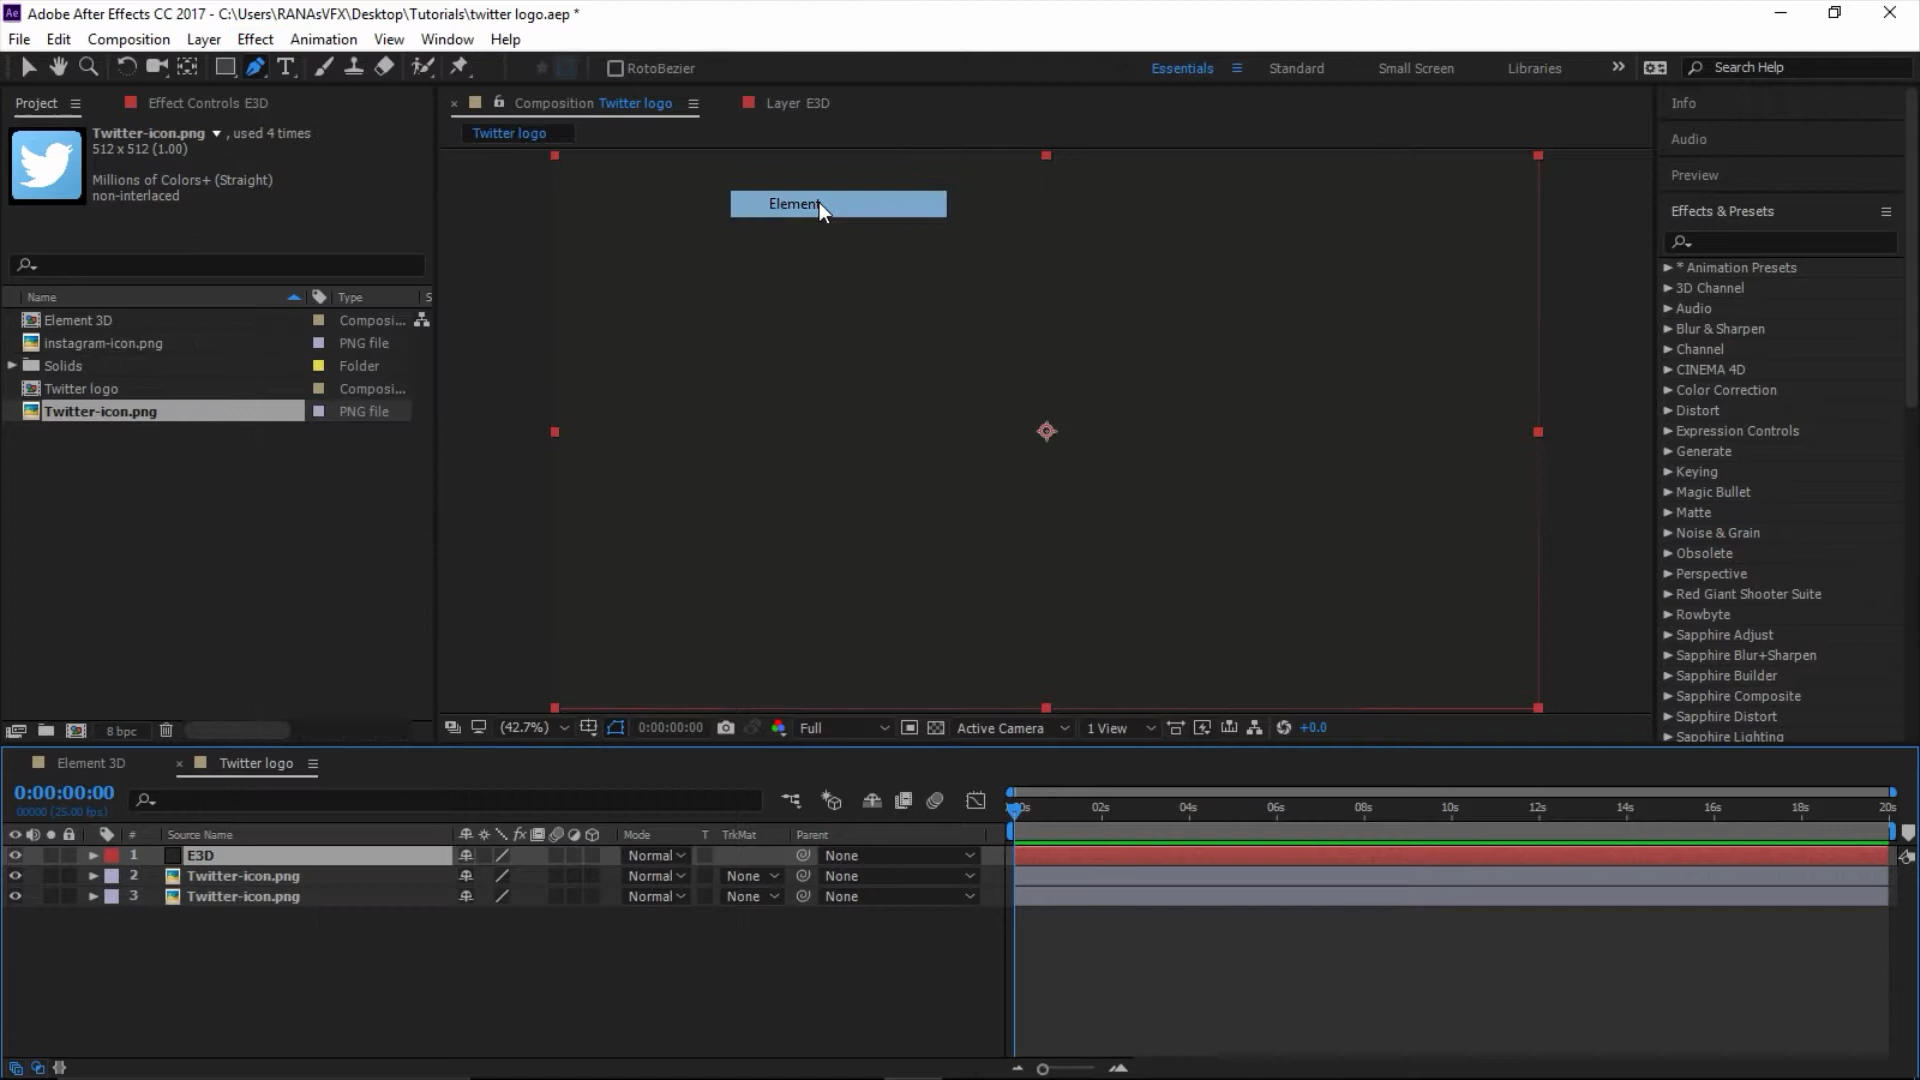 Adobe After Effects CC 2017 - C:\Users\RANAsVFX\Desktop\Tutorials\twitter logo.aep *
File Edit Composition Layer Effect Animation View Window Help
RotoBezier
Essentials Standard Small Screen Libraries Search Help
Project Effect Controls E3D
Twitter-icon.png , used 4 times
512 x 512 (1.00)
Millions of Colors+ (Straight)
non-interlaced
Name Type S
Element 3D Composi...
instagram-icon.png PNG file
Solids Folder
Twitter logo Composi...
Twitter-icon.png PNG file
8 bpc
Composition Twitter logo Layer E3D
Twitter logo
Element
(42.7%) 0:00:00:00 Full Active Camera 1 View +0.0
Info
Audio
Preview
Effects & Presets
* Animation Presets
3D Channel
Audio
Blur & Sharpen
Channel
CINEMA 4D
Color Correction
Distort
Expression Controls
Generate
Keying
Magic Bullet
Matte
Noise & Grain
Obsolete
Perspective
Red Giant Shooter Suite
Rowbyte
Sapphire Adjust
Sapphire Blur+Sharpen
Sapphire Builder
Sapphire Composite
Sapphire Distort
Sapphire Lighting
Element 3D Twitter logo
0:00:00:00
00000 (25.00 fps)
# Source Name fx Mode T TrkMat Parent
1 E3D Normal None
2 Twitter-icon.png Normal None None
3 Twitter-icon.png Normal None None
02s 04s 06s 08s 10s 12s 14s 16s 18s 20s